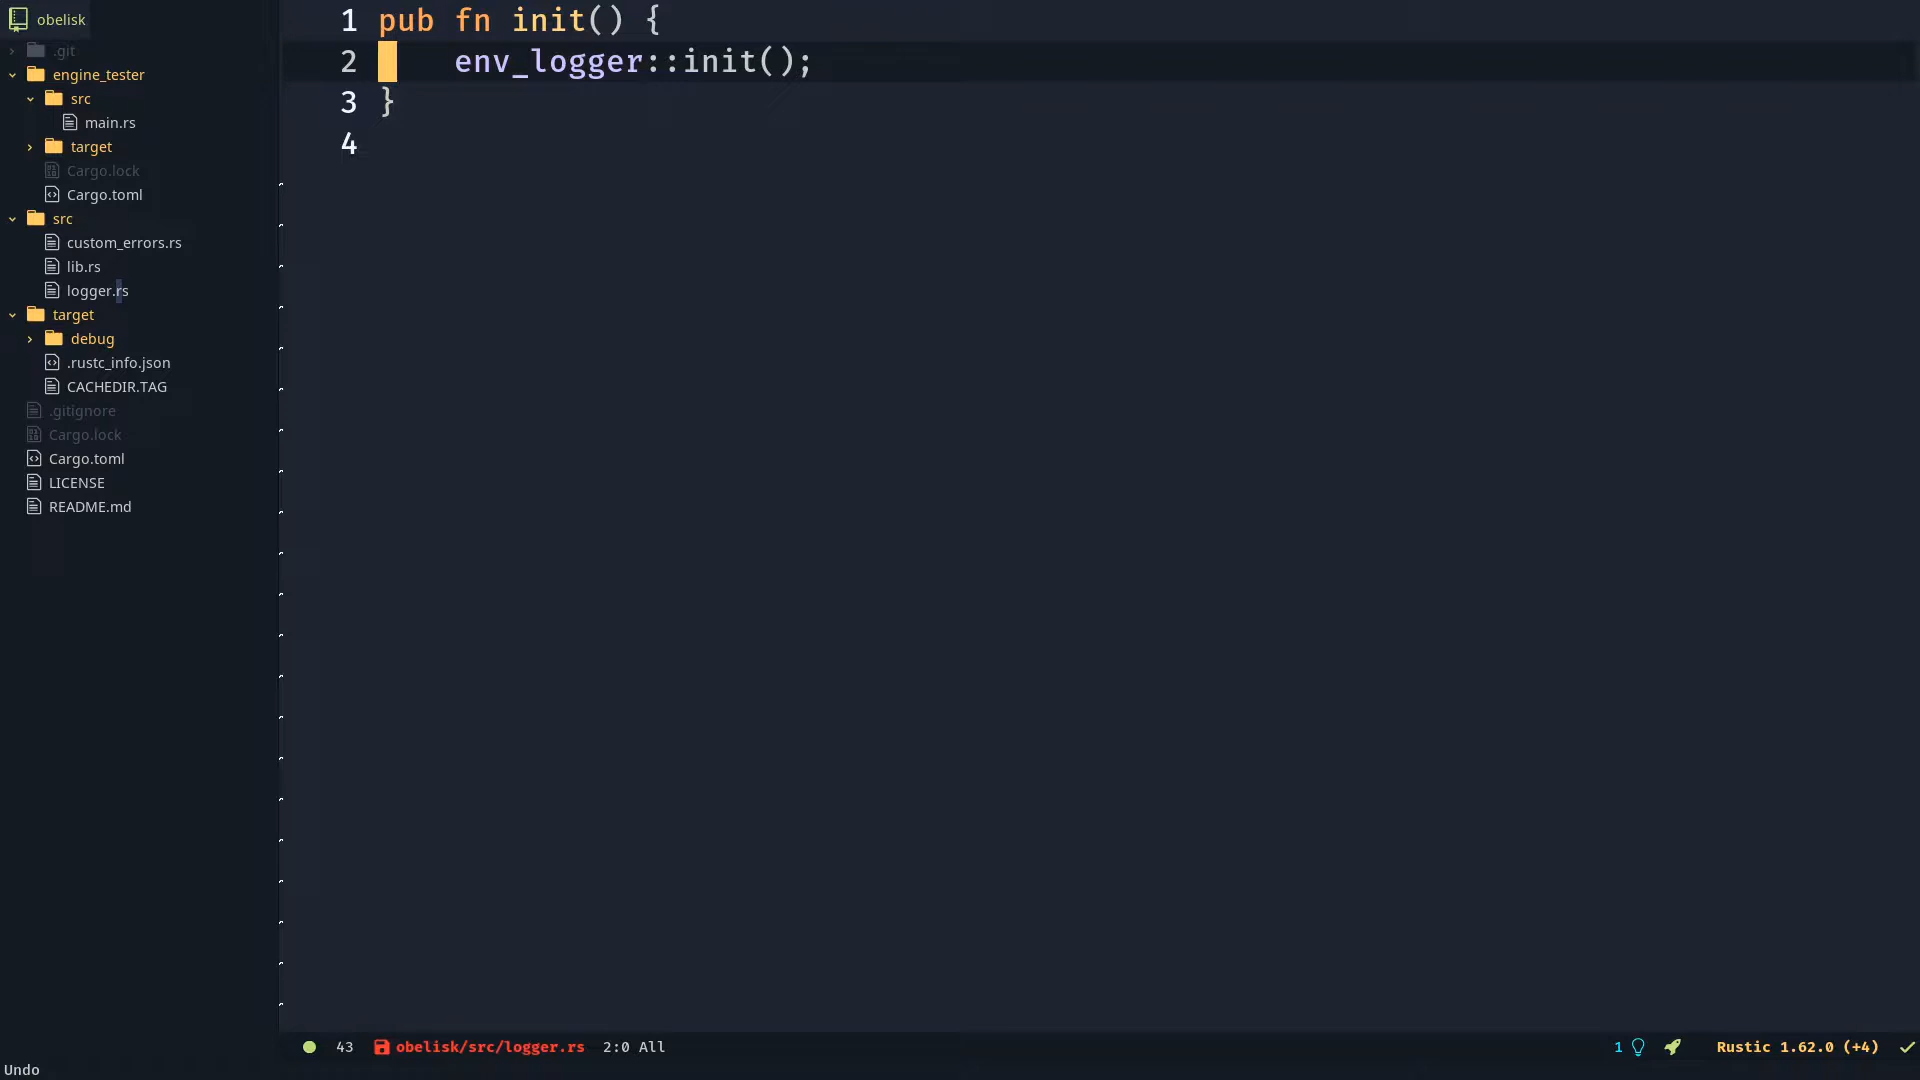 obelisk
.git
engine_tester
src
main.rs
target
Cargo.lock
Cargo.toml
src
custom_errors.rs
lib.rs
logger.rs
target
debug
.rustc_info.json
CACHEDIR.TAG
.gitignore
Cargo.lock
Cargo.toml
LICENSE
README.md
1 pub fn init() {
2     env_logger::init();
3 }
4
43 obelisk/src/logger.rs 2:0 All 1 Rustic 1.62.0 (+4)
Undo